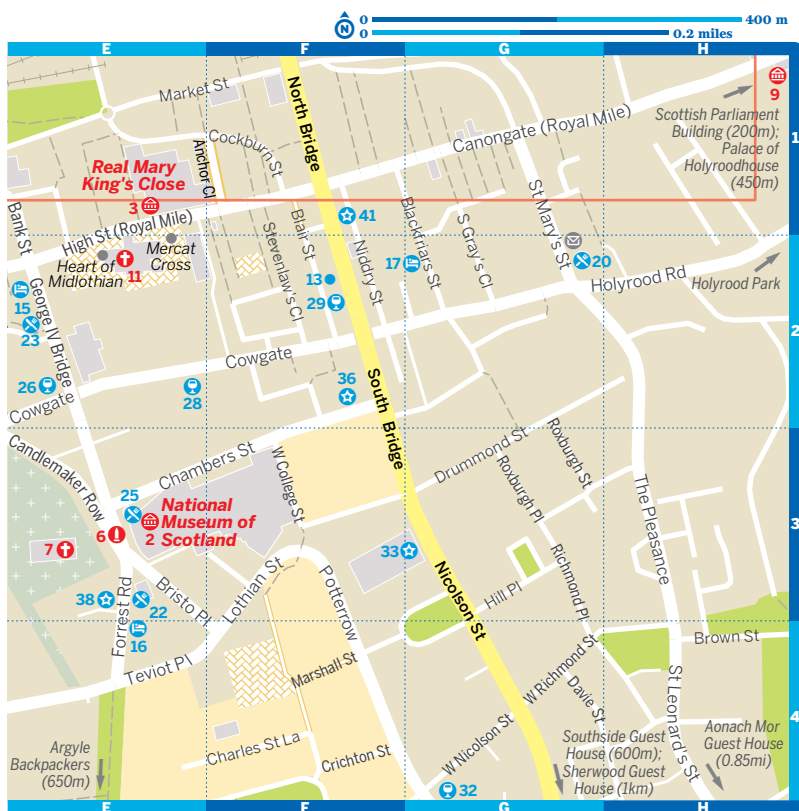 N
0
400 m
0
0.2 miles
E
F
G
H
Market St
North Bridge
9
Scottish Parliament
Building (200m);
Palace of
Holyroodhouse
(450m)
1
Cockburn St
Canongate (Royal Mile)
Real Mary
King's Close
Anchor Cl
3
High St (Royal Mile)
Bank St
41
Blair St
Niddry St
Blackfriars St
S Gray's Cl
St Mary's St
Stevenlaw's Cl
Mercat
Cross
Heart of
Midlothian
11
17
20
13
29
Holyrood Rd
Holyrood Park
15
23
George IV Bridge
2
Cowgate
26
28
36
Cowgate
South Bridge
Candlemaker Row
Chambers St
W College St
Drummond St
Roxburgh St
Roxburgh Pl
The Pleasance
25
National
Museum of
Scotland
2
6
7
3
33
Nicolson St
Richmond Pl
Hill Pl
38
22
Bristo Pl
Lothian St
Potterrow
Forrest Rd
16
Teviot Pl
Marshall St
Brown St
W Richmond St
Davie St
St Leonard's St
4
Argyle
Backpackers
(650m)
Charles St La
Crichton St
W Nicolson St
32
Southside Guest
House (600m);
Sherwood Guest
House (1km)
Aonach Mor
Guest House
(0.85mi)
E
F
G
H